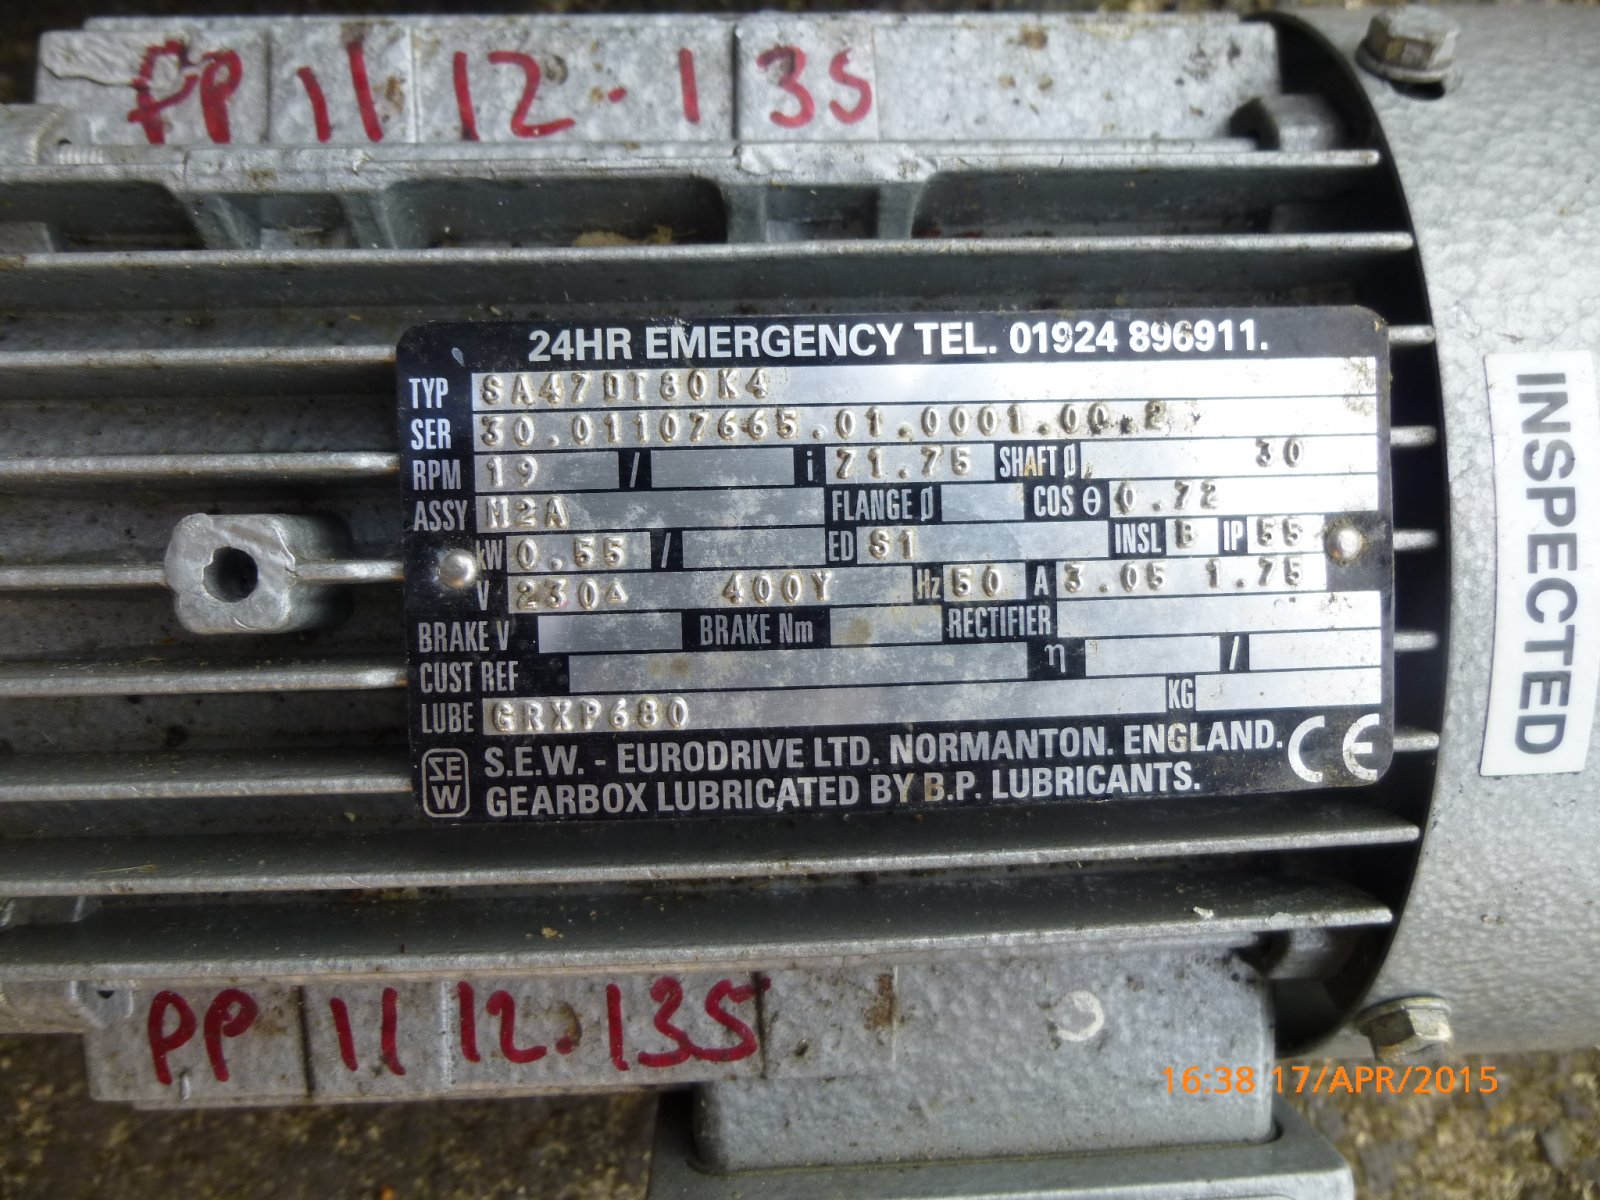 PP 11 12-135
24HR EMERGENCY TEL. 01924 896911.
TYP SA47DT80K4
SER 30.01107665.01.0001.00.2
RPM 19 / i 71.75 SHAFT Ø 30
ASSY M2A FLANGE Ø COS θ 0.72
kW 0.55 / ED S1 INSL B IP 55
V 230△ 400Y Hz 50 A 3.05 1.75
BRAKE V BRAKE Nm RECTIFIER
CUST REF η /
LUBE GRXP680 KG
SEW S.E.W. - EURODRIVE LTD. NORMANTON. ENGLAND. CE
GEARBOX LUBRICATED BY B.P. LUBRICANTS.
INSPECTED
PP 11 12.135
16:38 17/APR/2015